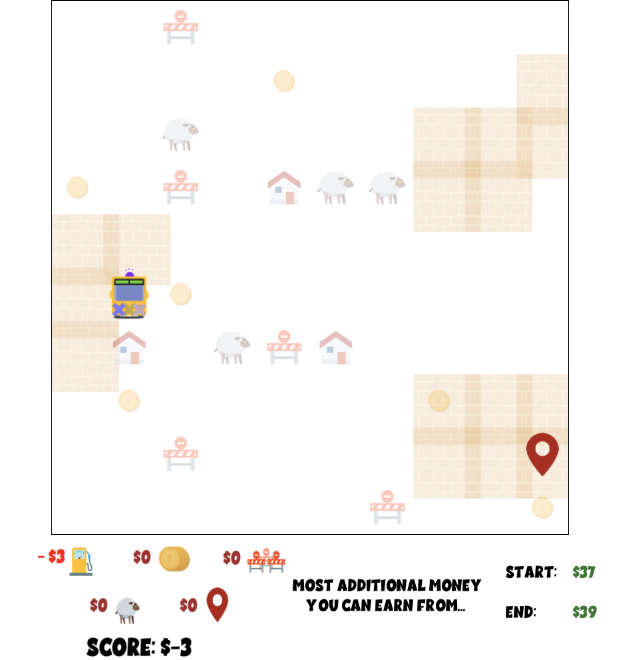 - $3
$0
$0
$0
$0
SCORE: $-3
MOST ADDITIONAL MONEY
YOU CAN EARN FROM...
START: $37
END: $39